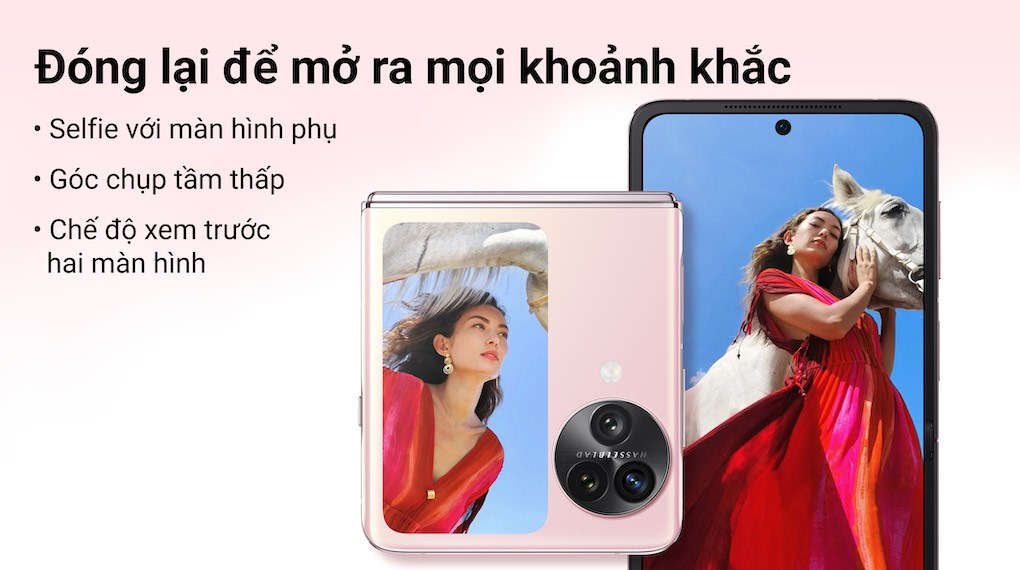 Đóng lại để mở ra mọi khoảnh khắc
• Selfie với màn hình phụ
• Góc chụp tầm thấp
• Chế độ xem trước
hai màn hình
HASSELBLAD